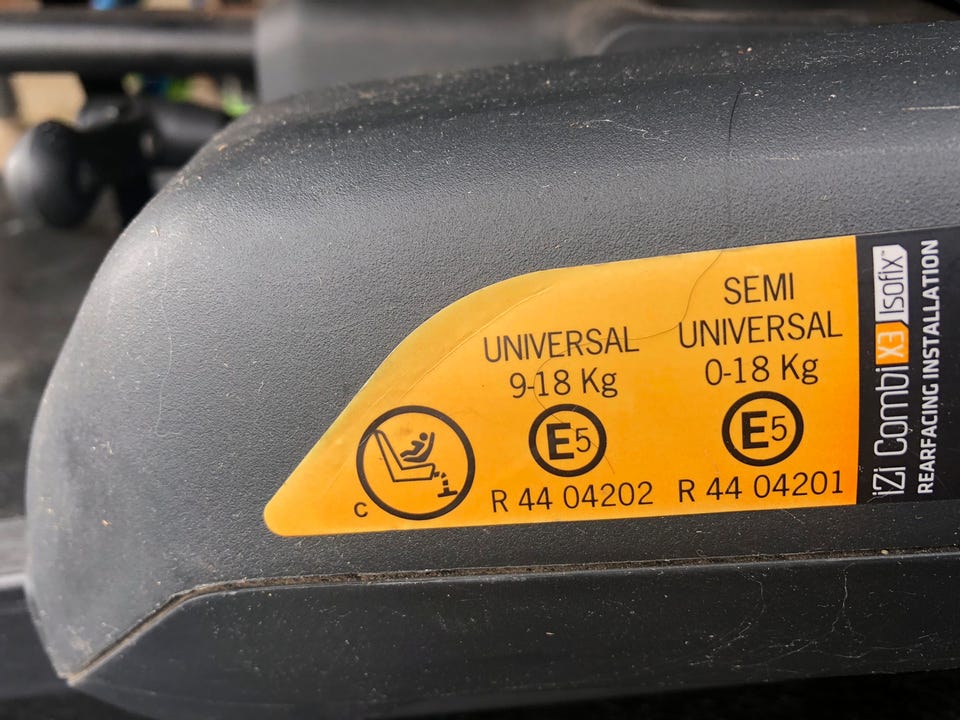 UNIVERSAL
9-18 Kg
E5
R 44 04202
SEMI
UNIVERSAL
0-18 Kg
E5
R 44 04201
C
iZi Combi X3 Isofix™
REARFACING INSTALLATION